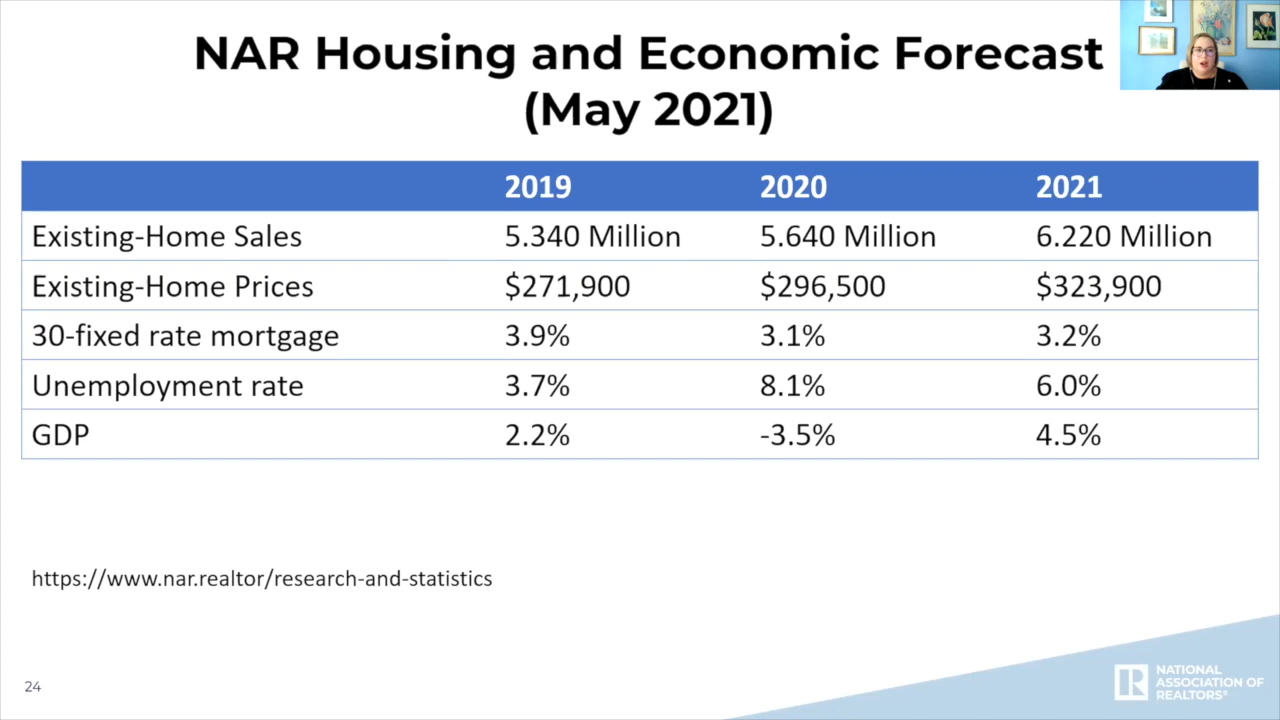 NAR Housing and Economic Forecast
(May 2021)
2019 2020 2021
Existing-Home Sales 5.340 Million 5.640 Million 6.220 Million
Existing-Home Prices $271,900 $296,500 $323,900
30-fixed rate mortgage 3.9% 3.1% 3.2%
Unemployment rate 3.7% 8.1% 6.0%
GDP 2.2% -3.5% 4.5%
https://www.nar.realtor/research-and-statistics
24
NATIONAL
ASSOCIATION OF
REALTORS®